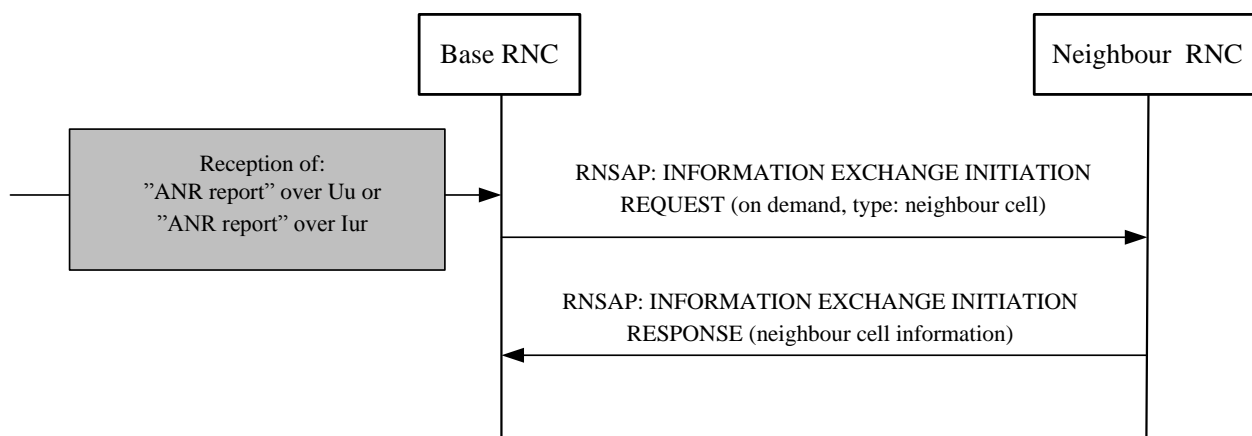 Base RNC
Neighbour RNC
Reception of:
”ANR report” over Uu or
”ANR report” over Iur
RNSAP: INFORMATION EXCHANGE INITIATION
REQUEST (on demand, type: neighbour cell)
RNSAP: INFORMATION EXCHANGE INITIATION
RESPONSE (neighbour cell information)